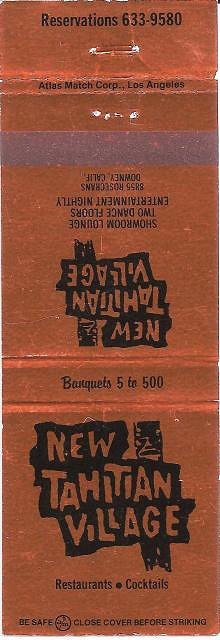 Reservations 633-9580
Atlas Match Corp., Los Angeles
NEW
TAHITIAN
VILLAGE
SHOWROOM LOUNGE
TWO DANCE FLOORS
ENTERTAINMENT NIGHTLY
8855 ROSECRANS
DOWNEY, CALIF.
Banquets 5 to 500
NEW
TAHITIAN
VILLAGE
Restaurants • Cocktails
BE SAFE CLOSE COVER BEFORE STRIKING